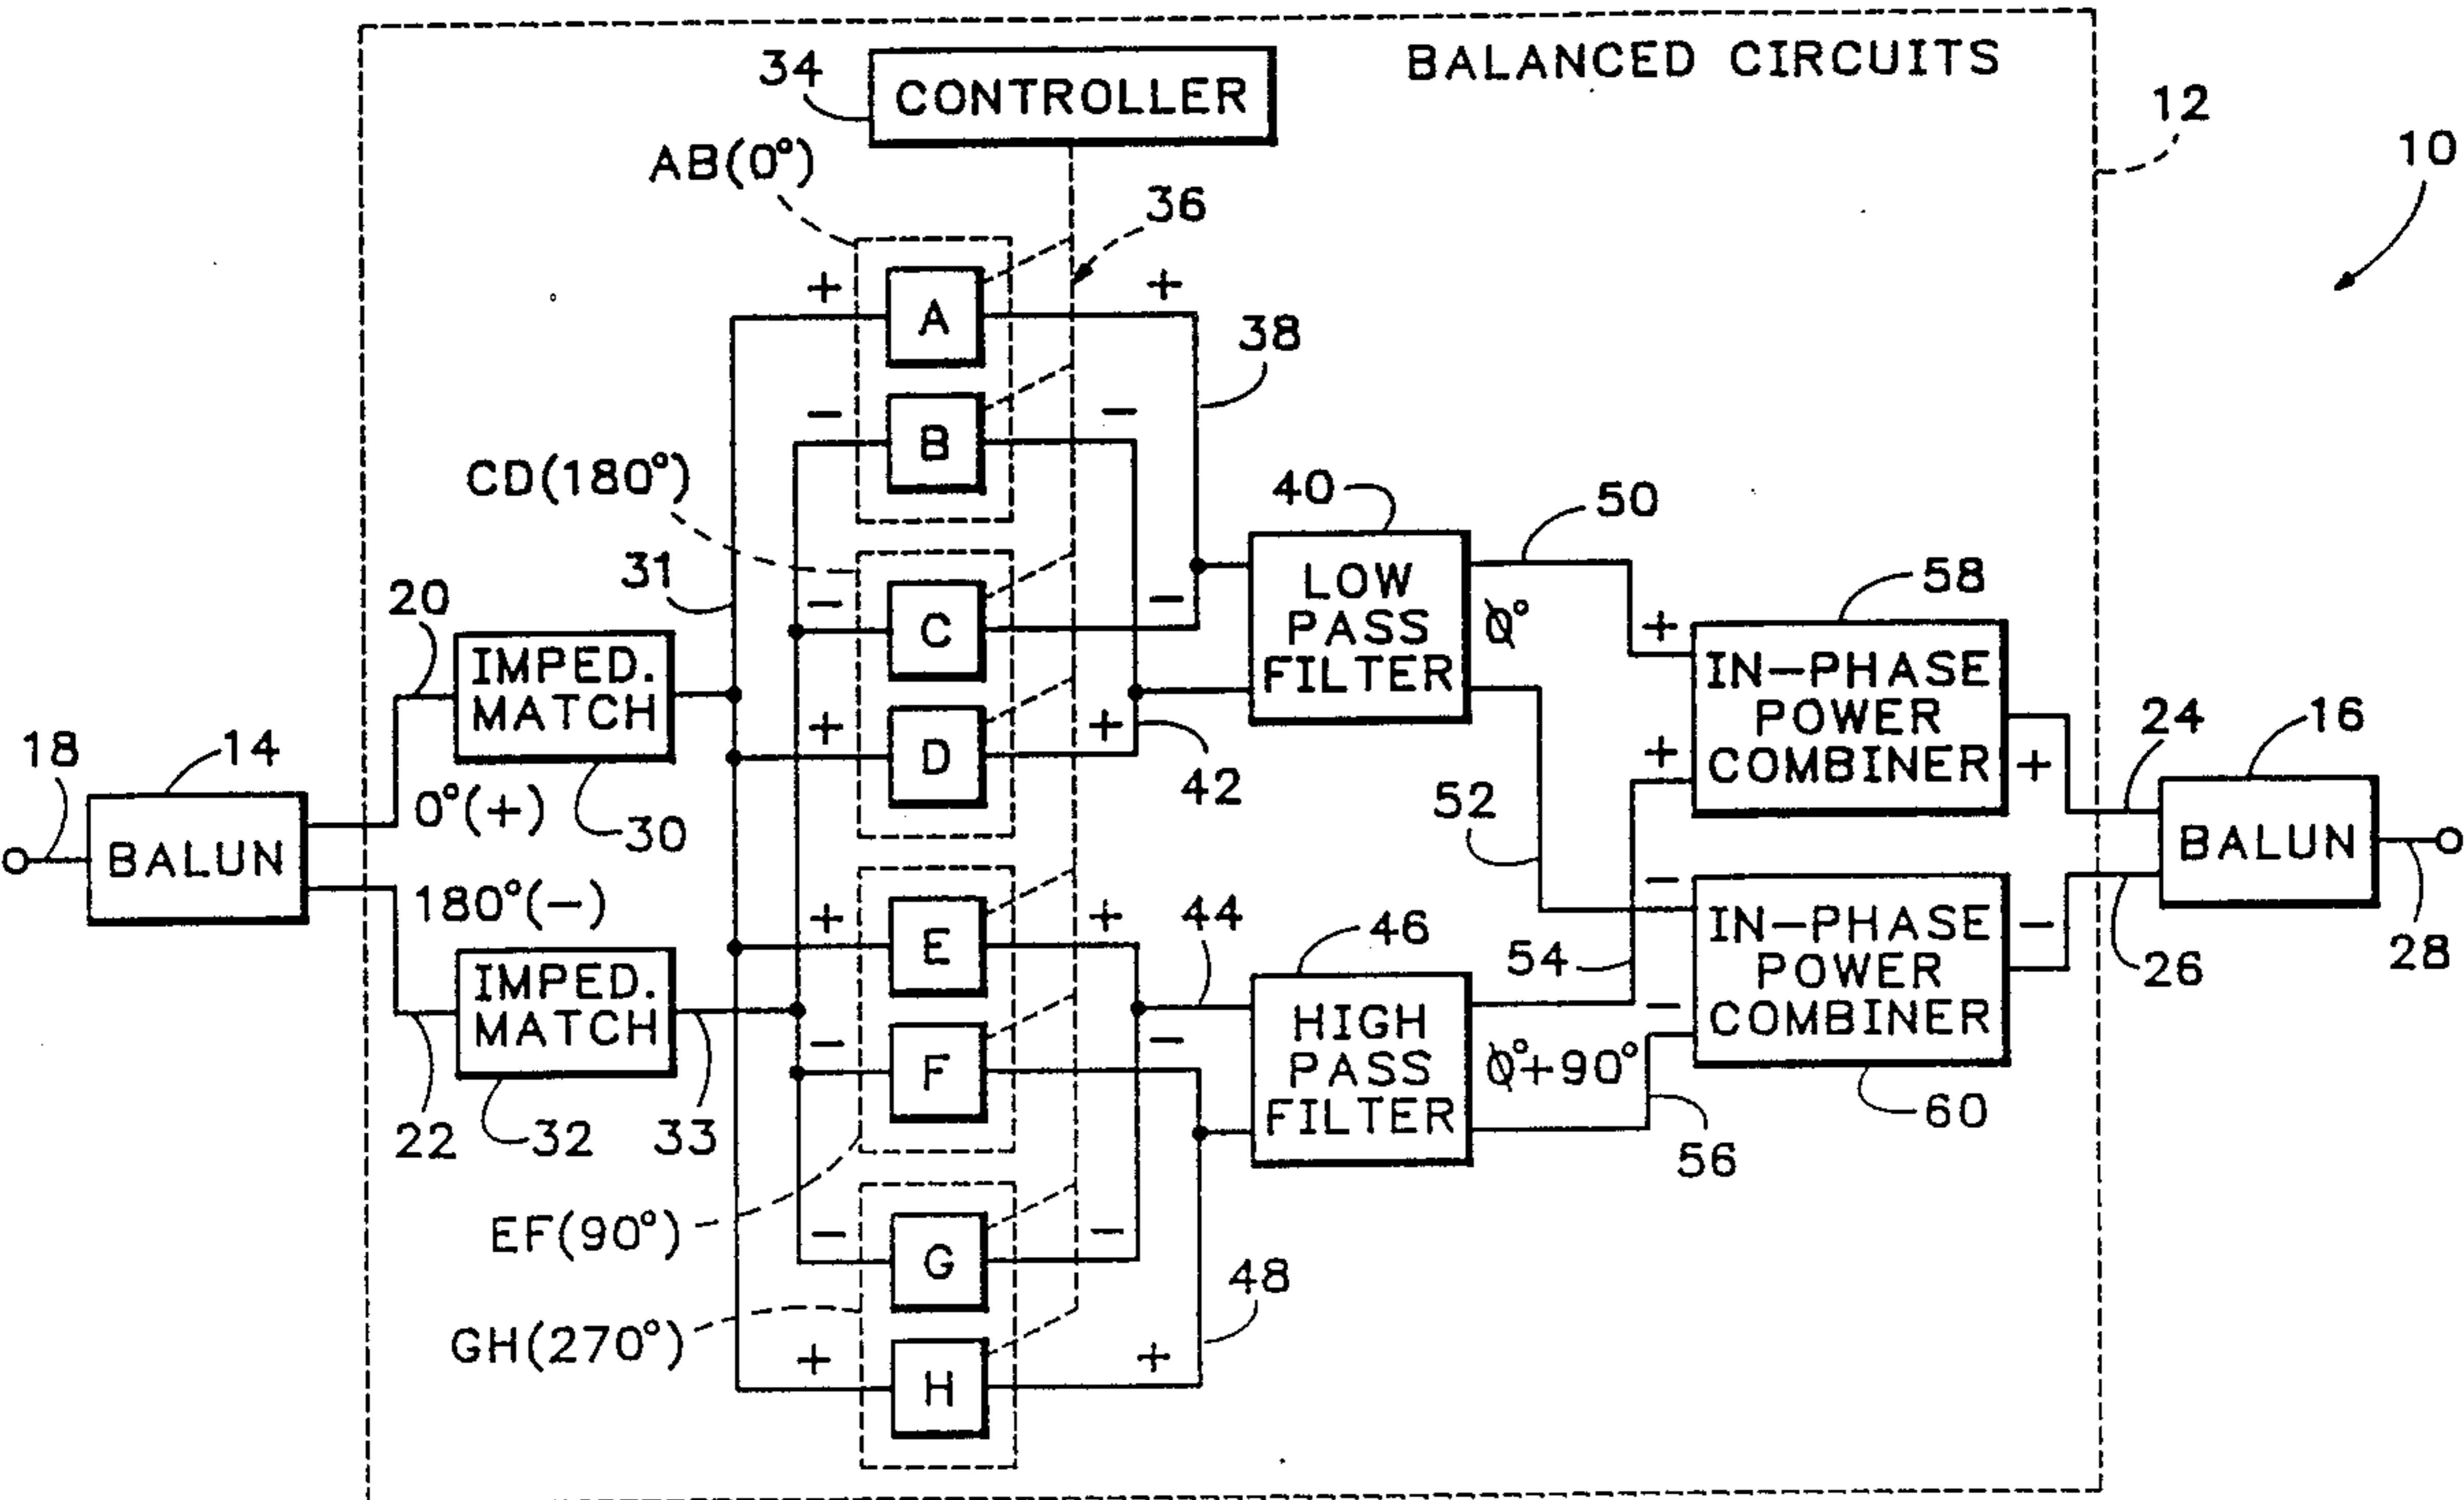 BALANCED CIRCUITS
34
CONTROLLER
12
10
AB(0°)
36
+
A
+
38
−
B
−
CD(180°)
40
50
31
LOW
PASS
FILTER
Ø°
58
20
−
C
−
+
IN-PHASE
POWER
COMBINER
IMPED.
MATCH
+
D
+
42
+
+
24
16
18
14
52
BALUN
0°(+)
30
BALUN
180°(−)
+
E
+
44
46
54
−
IN-PHASE
POWER
COMBINER
−
26
28
IMPED.
MATCH
−
F
−
HIGH
PASS
FILTER
Ø°+90°
−
22
32
33
56
60
EF(90°)
−
G
−
48
GH(270°)
+
H
+